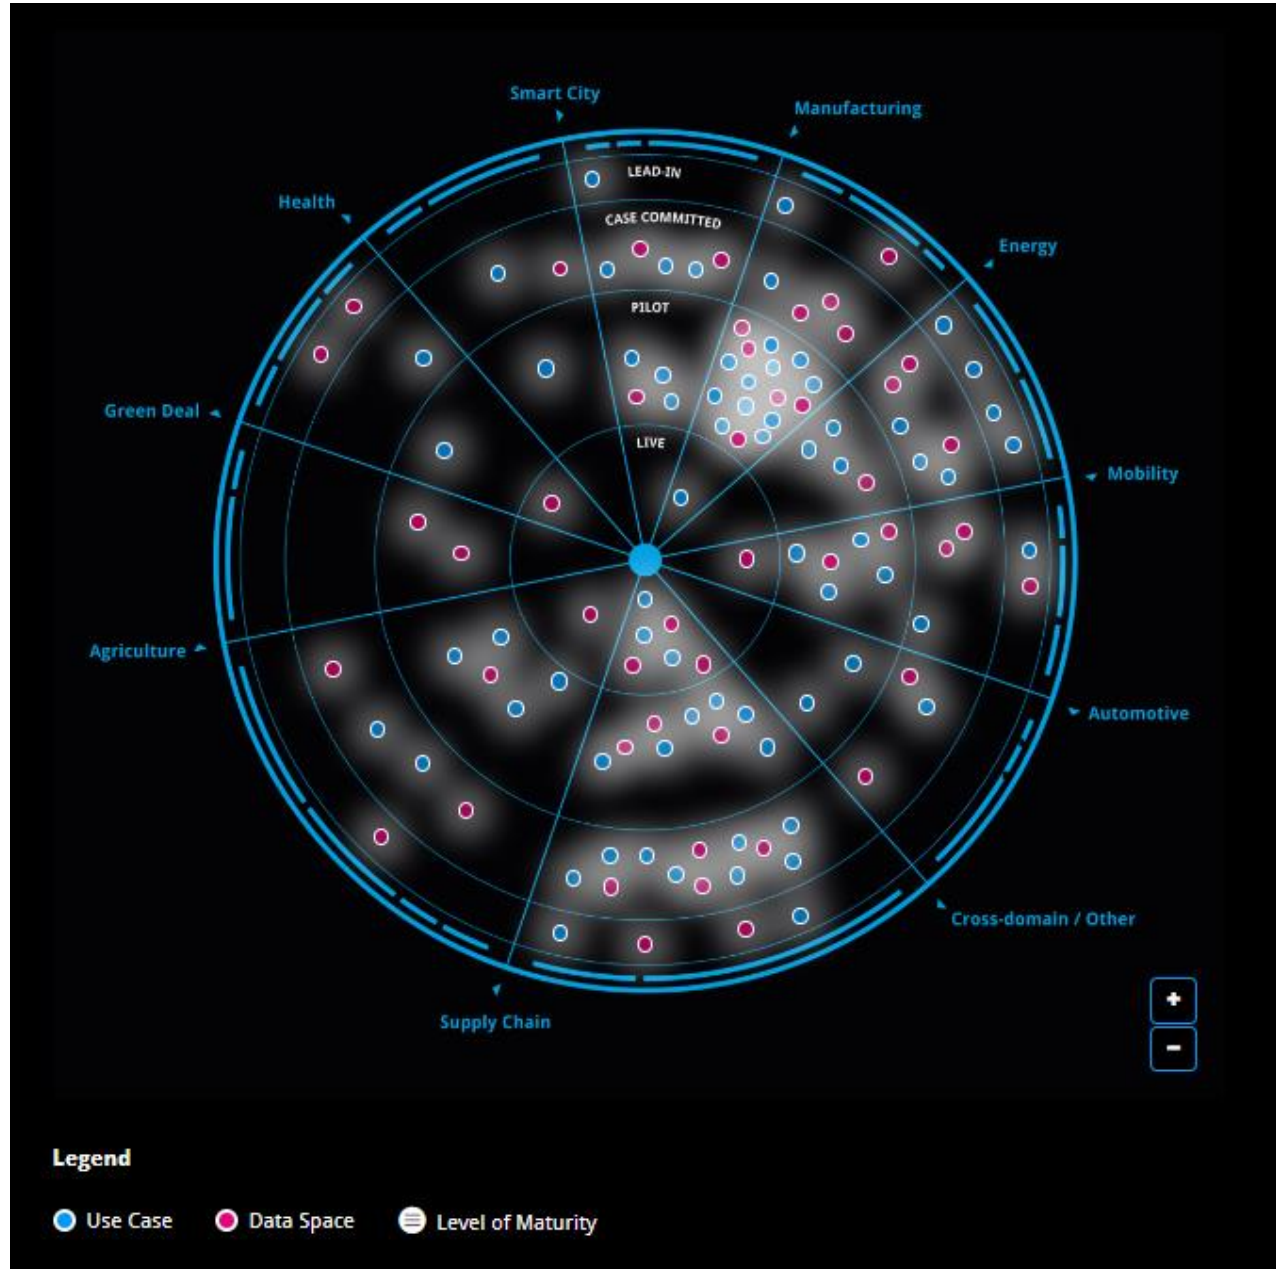 Smart City
Manufacturing
LEAD-IN
Health
CASE COMMITTED
Energy
PILOT
Green Deal
LIVE
Mobility
Agriculture
Automotive
Cross-domain / Other
Supply Chain
+
−
Legend
Use Case
Data Space
Level of Maturity